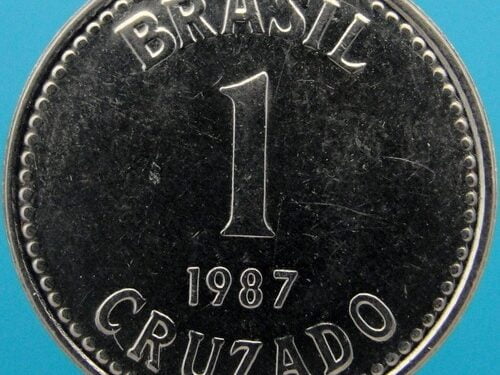 BRASIL
1
1987
CRUZADO